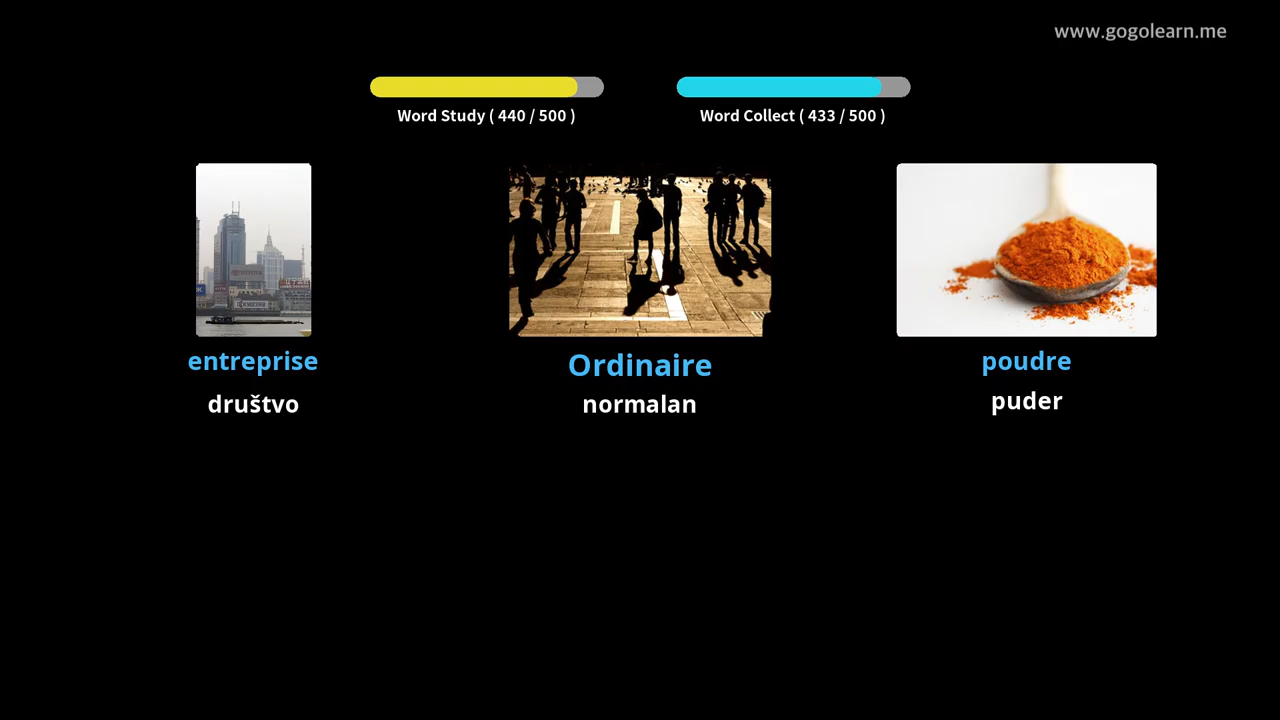 www.gogolearn.me
Word Study ( 440 / 500 )
Word Collect ( 433 / 500 )
entreprise
Ordinaire
poudre
društvo
normalan
puder